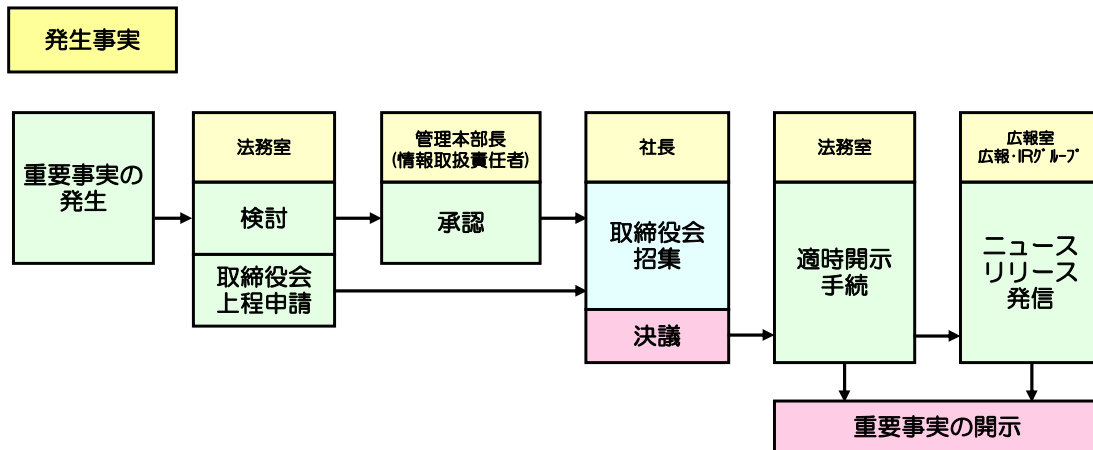 発生事実
重要事実の
発生
法務室
検討
取締役会
上程申請
管理本部長
(情報取扱責任者)
承認
社長
取締役会
招集
決議
法務室
適時開示
手続
広報室
広報・IRｸﾞﾙｰﾌﾟ
ニュース
リリース
発信
重要事実の開示